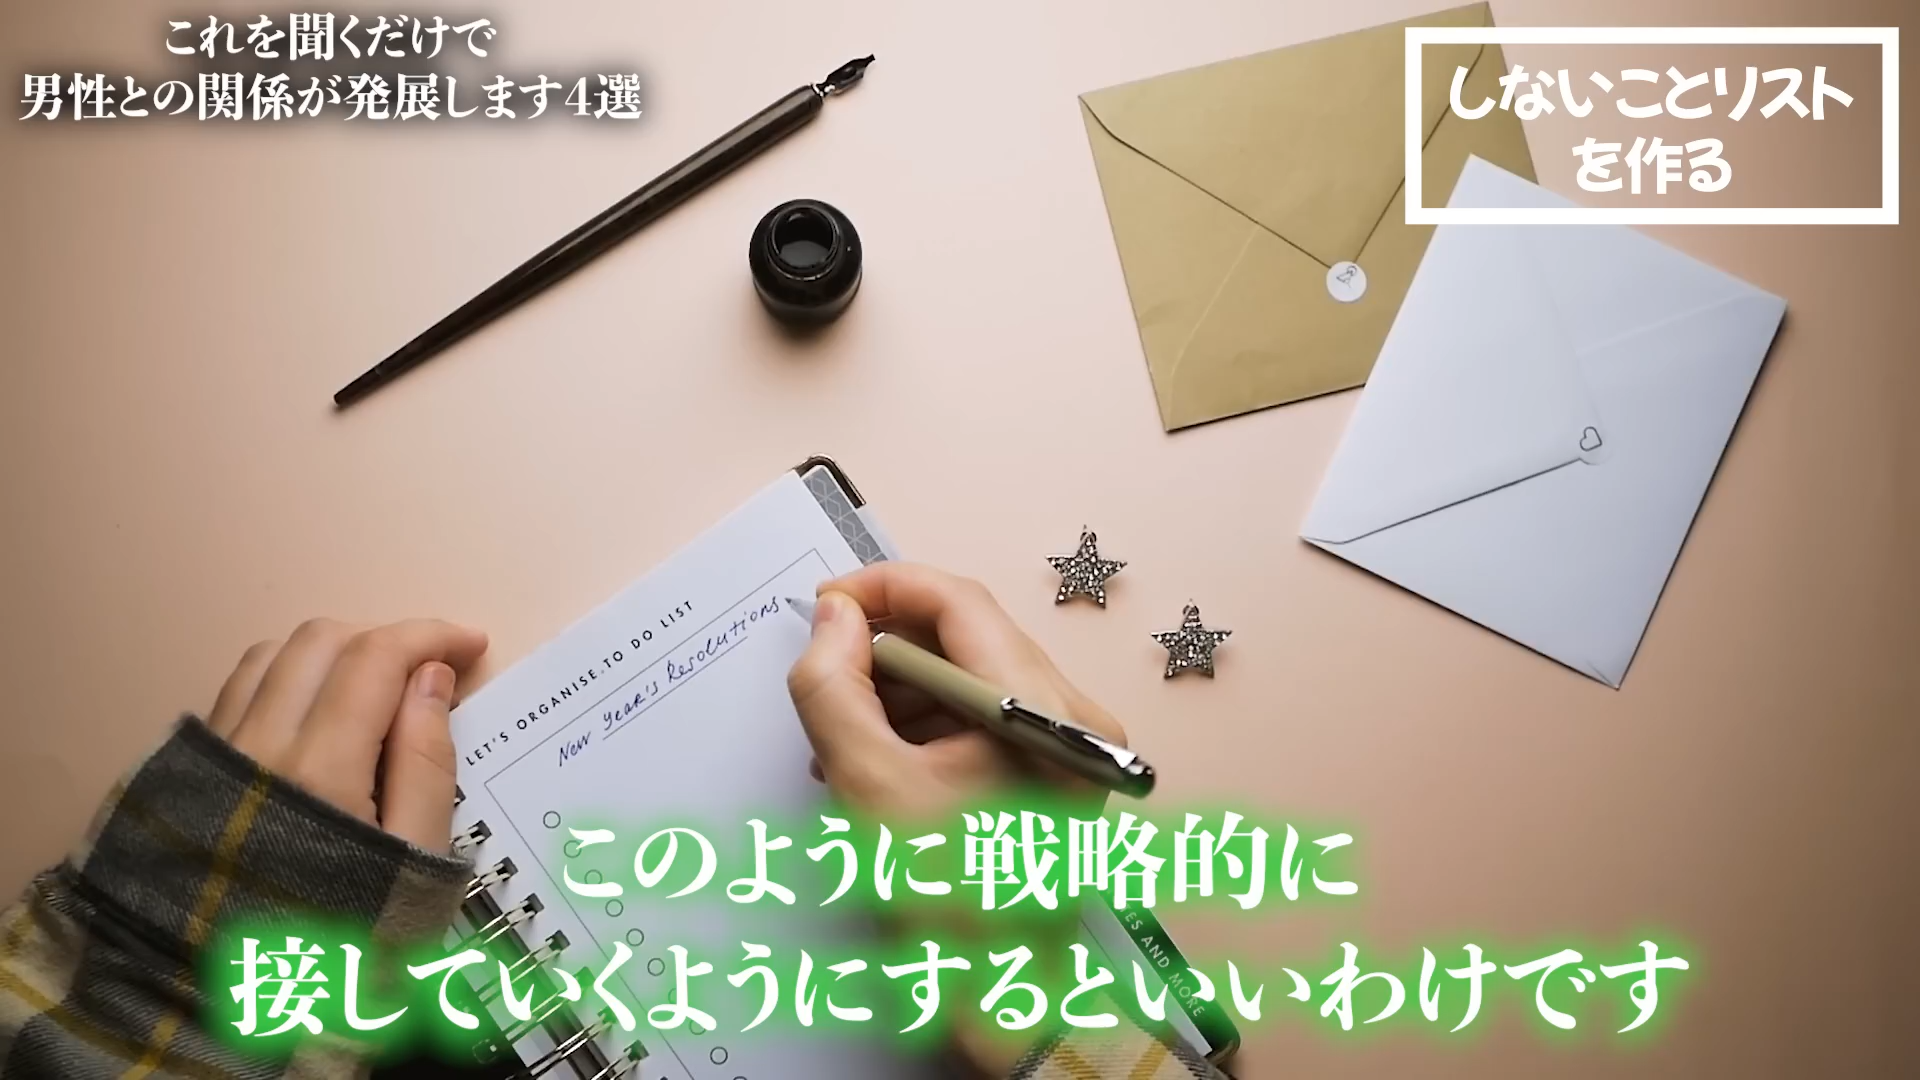 これを聞くだけで
男性との関係が発展します4選
しないことリスト
を作る
LET'S ORGANISE.TO DO LIST
New Year's Resolutions
このように戦略的に
接していくようにするといいわけです
AND MORE